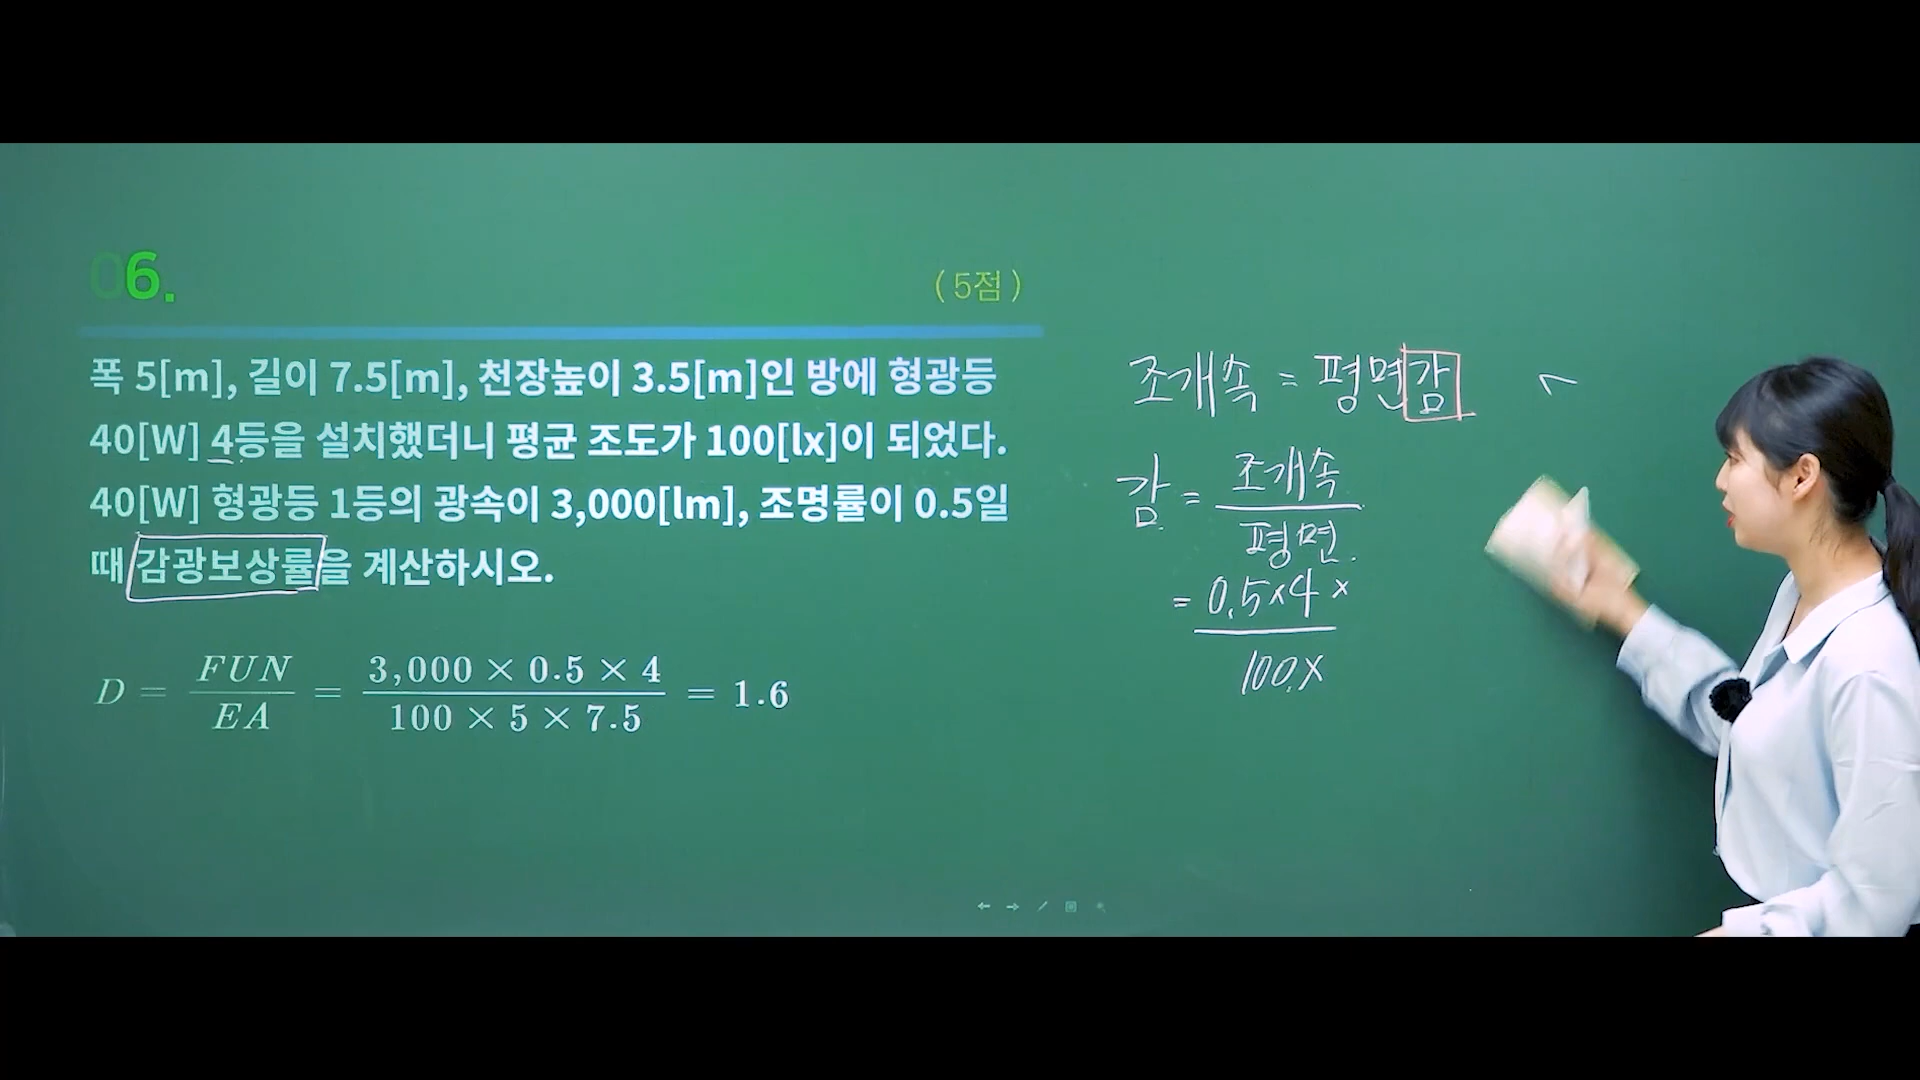 06.
(5점)
폭 5[m], 길이 7.5[m], 천장높이 3.5[m]인 방에 형광등
40[W] 4등을 설치했더니 평균 조도가 100[lx]이 되었다.
40[W] 형광등 1등의 광속이 3,000[lm], 조명률이 0.5일
때 감광보상률을 계산하시오.
D = FUN / EA = 3,000 × 0.5 × 4 / 100 × 5 × 7.5 = 1.6
조개속 = 평면감
감 = 조개속 / 평면
= 0.5×4× / 100×